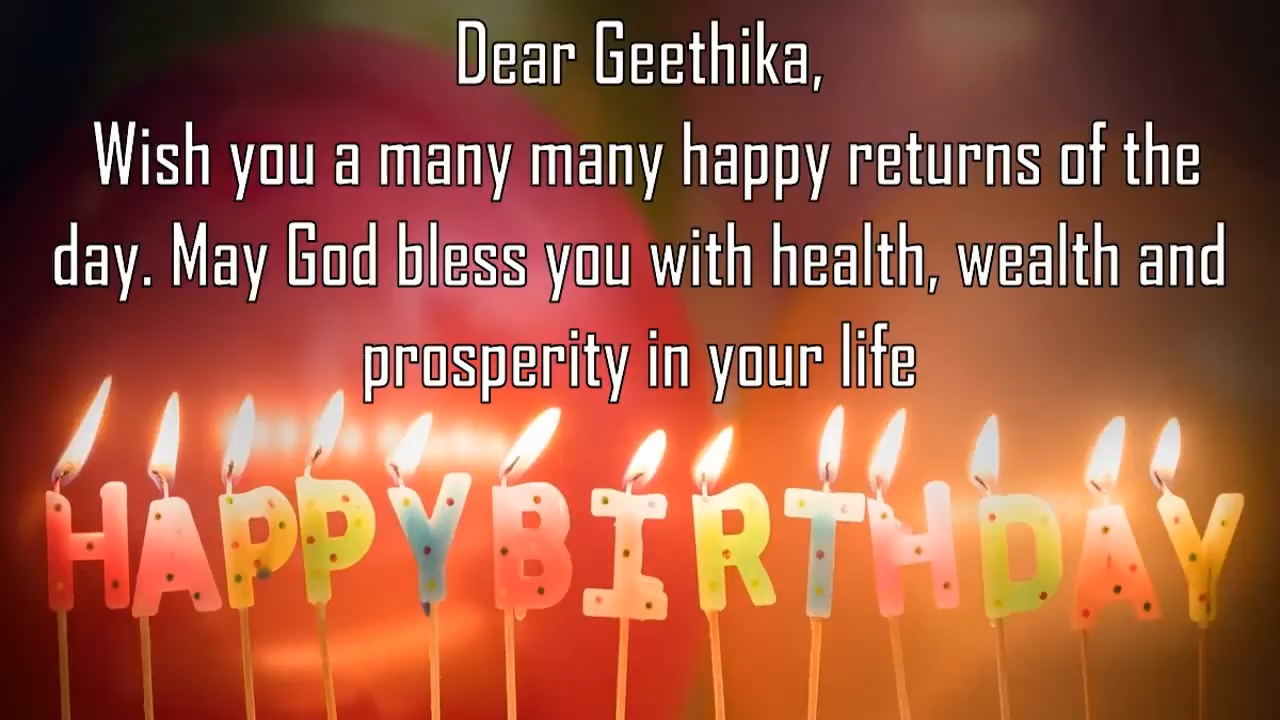 Dear Geethika,
Wish you a many many happy returns of the
day. May God bless you with health, wealth and
prosperity in your life
HAPPY BIRTHDAY